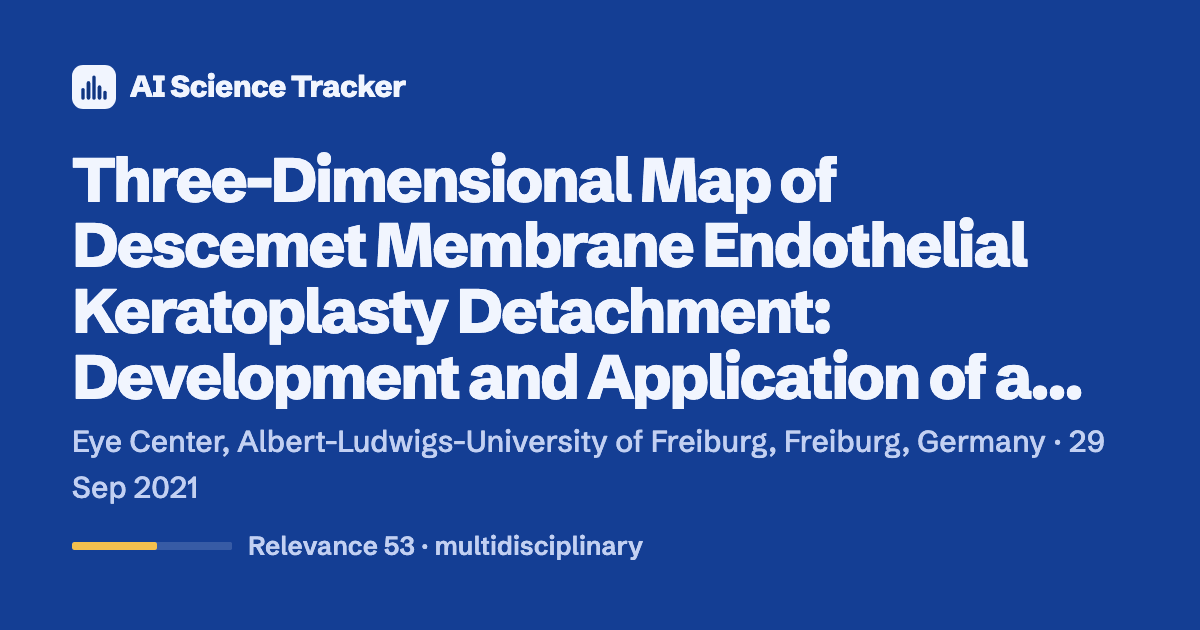 AI Science Tracker
Three-Dimensional Map of
Descemet Membrane Endothelial
Keratoplasty Detachment:
Development and Application of a...
Eye Center, Albert-Ludwigs-University of Freiburg, Freiburg, Germany · 29
Sep 2021
Relevance 53 · multidisciplinary